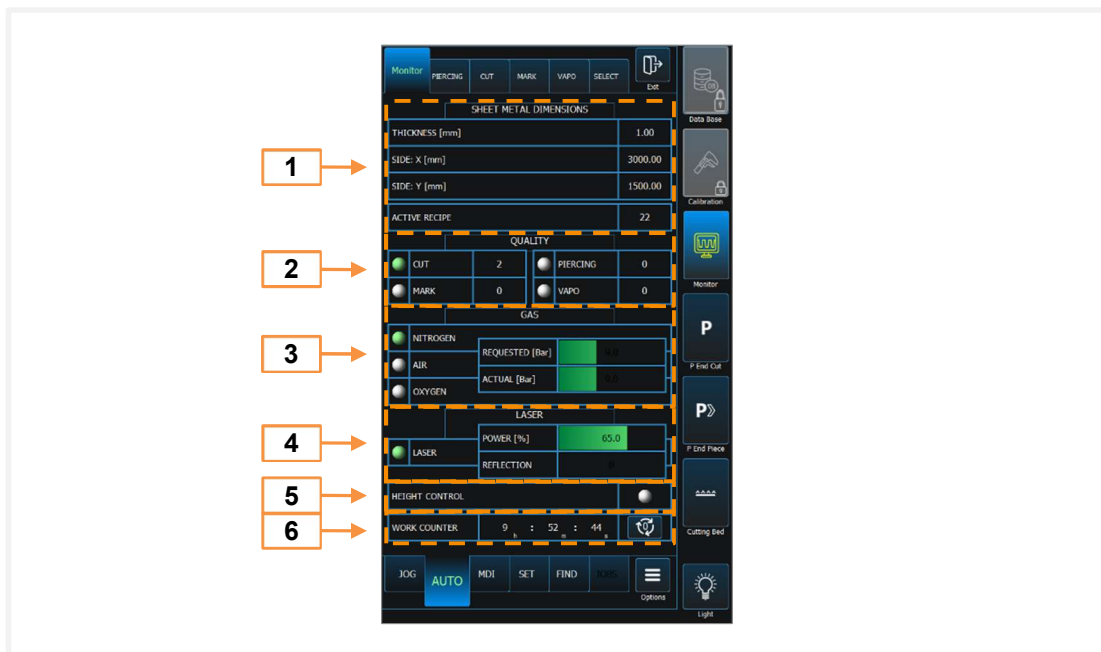 Monitor PIERCING CUT MARK VAPO SELECT Exit
SHEET METAL DIMENSIONS
THICKNESS [mm] 1.00
SIDE: X [mm] 3000.00
SIDE: Y [mm] 1500.00
ACTIVE RECIPE 22
QUALITY
CUT 2 PIERCING 0
MARK 0 VAPO 0
GAS
NITROGEN
REQUESTED [Bar]
AIR
ACTUAL [Bar]
OXYGEN
LASER
POWER [%] 65.0
LASER
REFLECTION 0
HEIGHT CONTROL
WORK COUNTER 9 h : 52 m : 44 s
JOG AUTO MDI SET FIND JOBS Options
DB
Data Base
Calibration
Monitor
P
P End Cut
P
P End Piece
Cutting Bed
Light
1
2
3
4
5
6